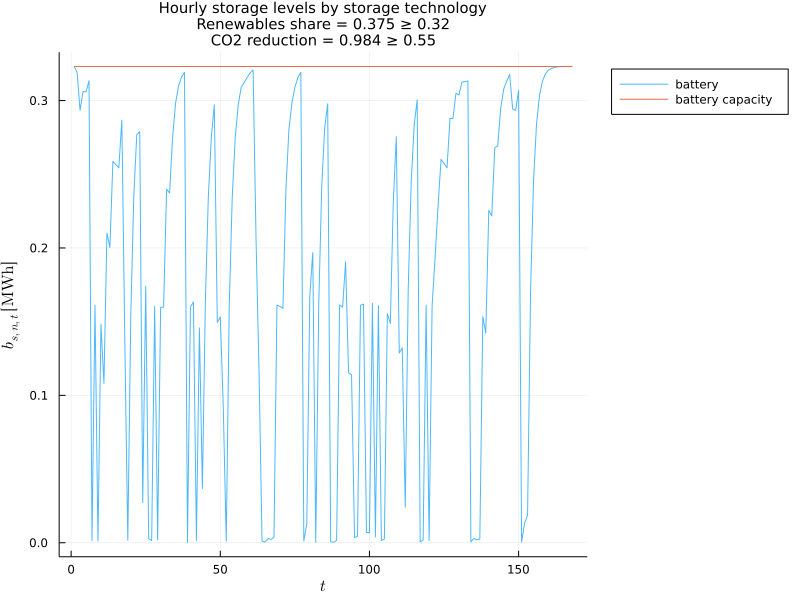 Hourly storage levels by storage technology
Renewables share = 0.375 ≥ 0.32
CO2 reduction = 0.984 ≥ 0.55
battery
battery capacity
0.3
0.2
0.1
0.0
b_{s,n,t} [MWh]
0 50 100 150
t